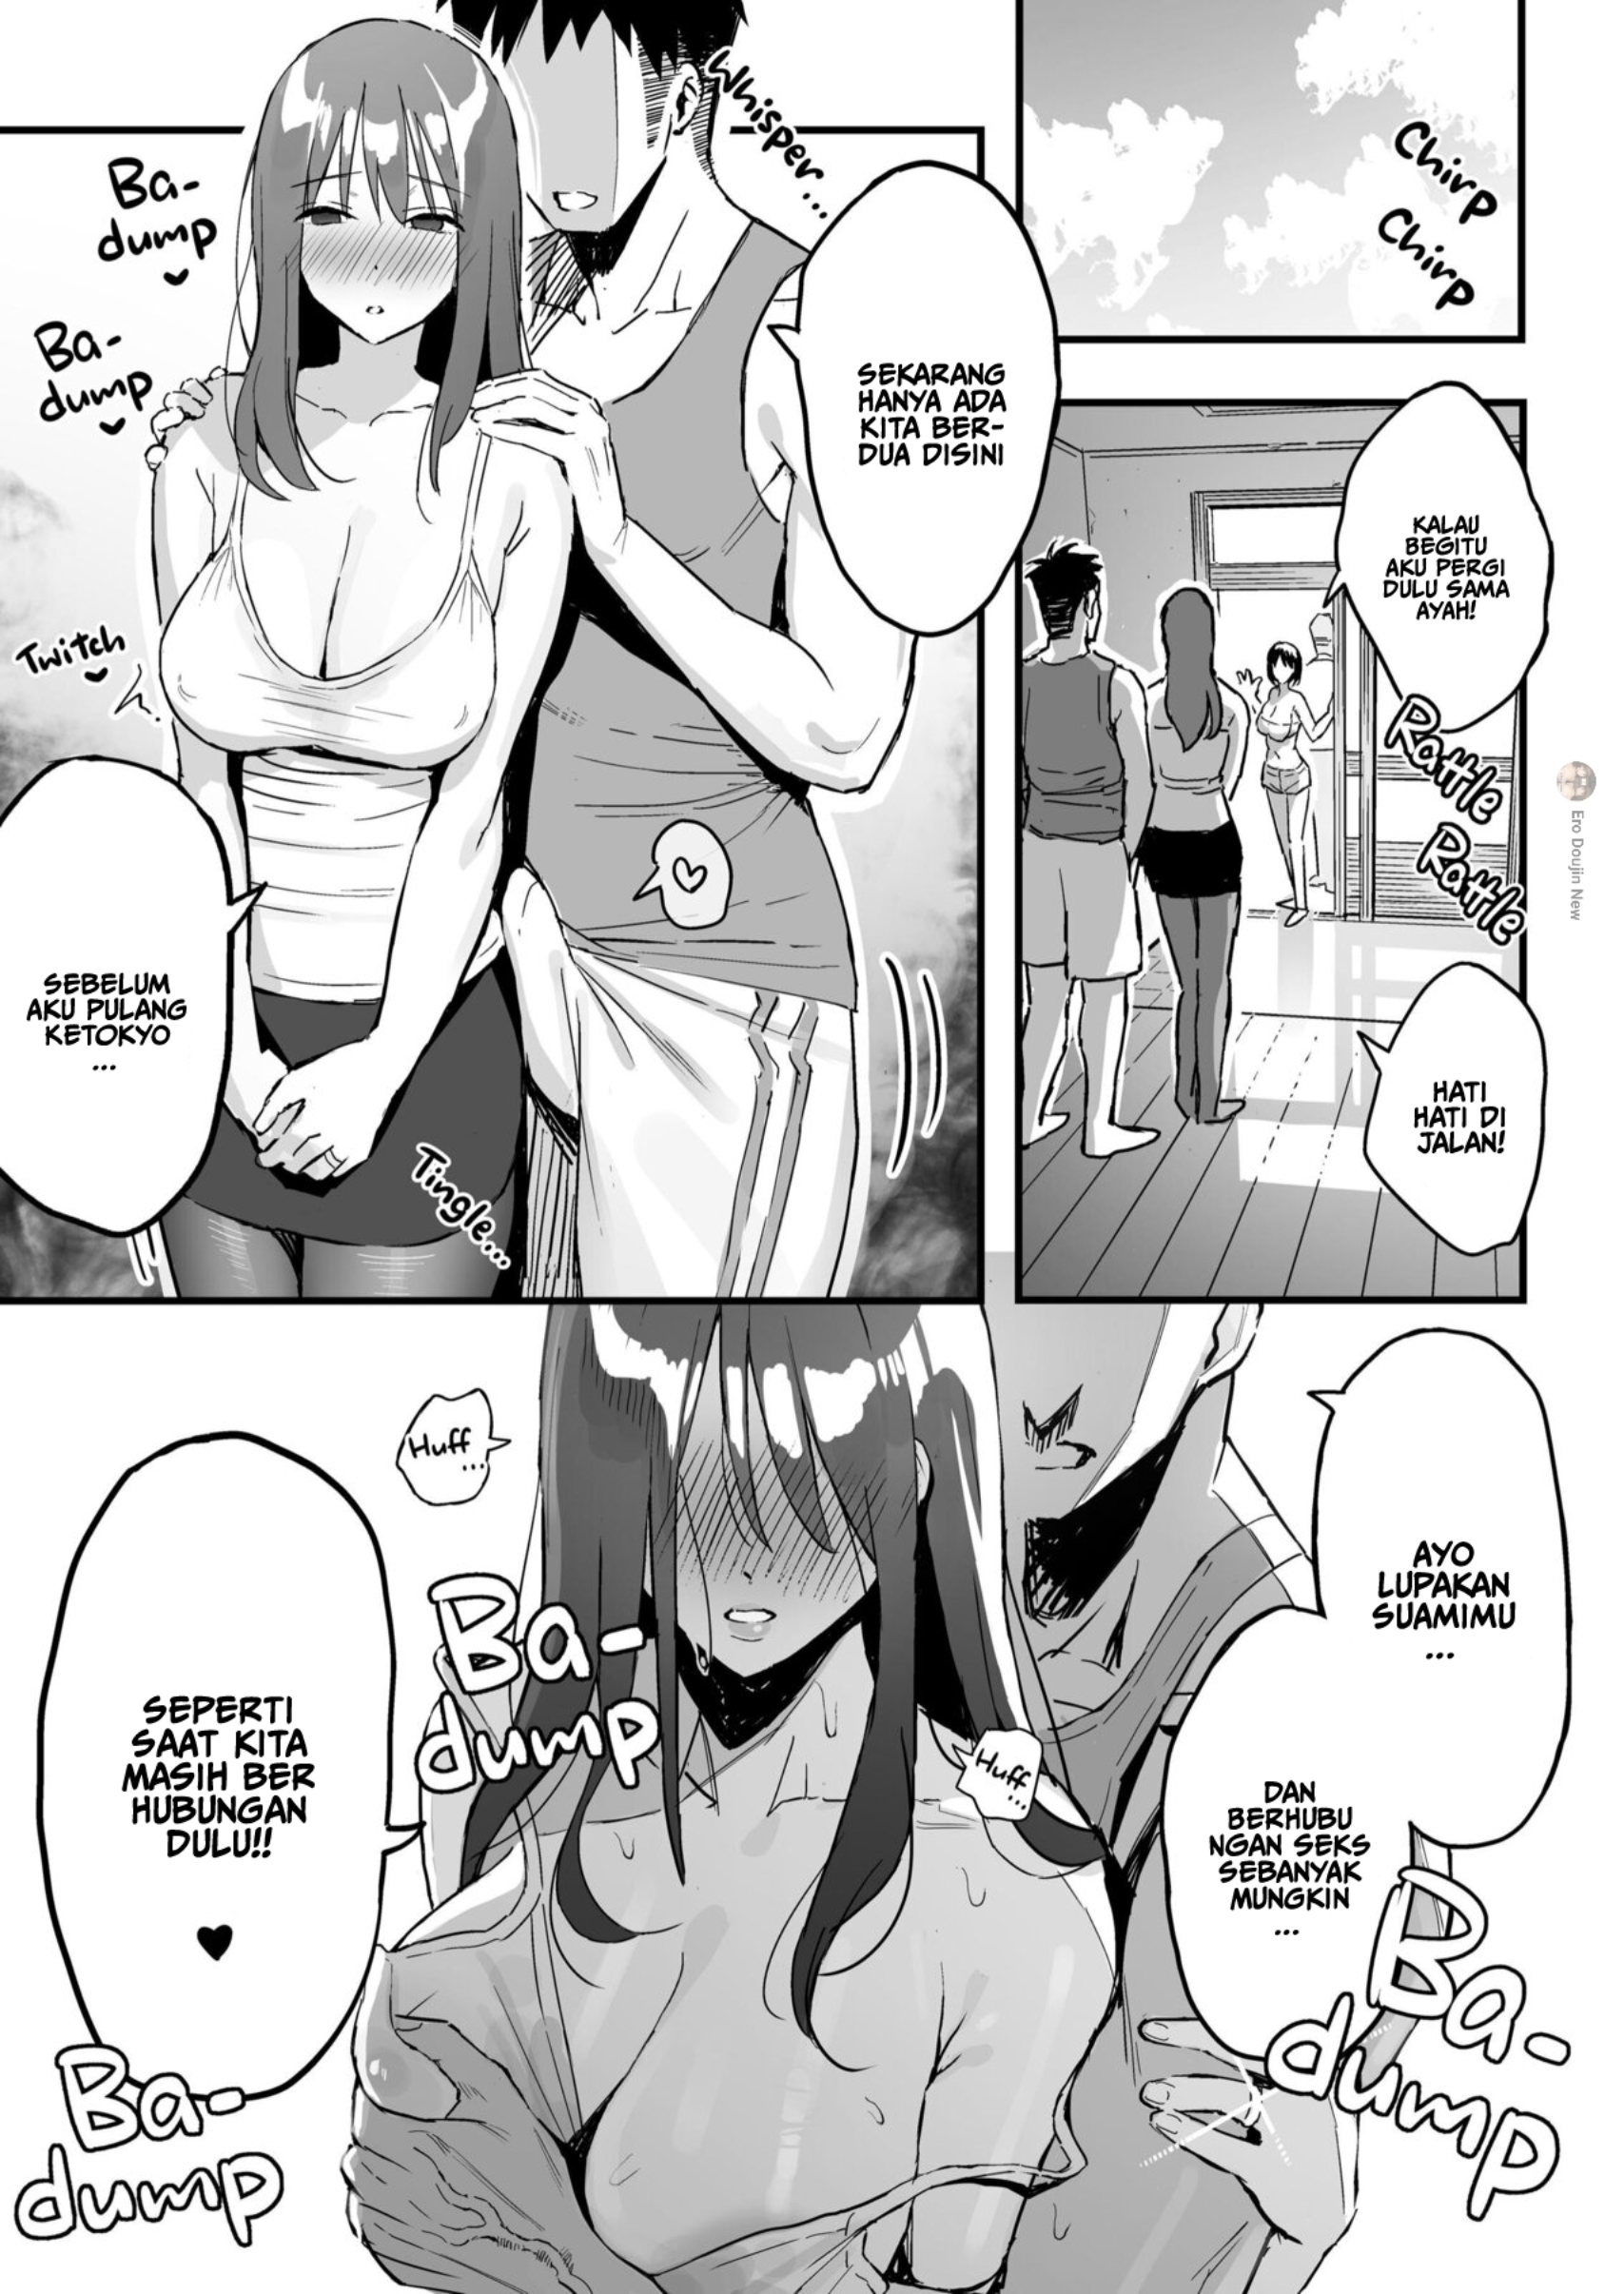 Chirp
Chirp
KALAU
BEGITU
AKU PERGI
DULU SAMA
AYAH!
Rattle
Rattle
HATI
HATI DI
JALAN!
Whisper...
SEKARANG
HANYA ADA
KITA BER-
DUA DISINI
Ba-
dump
Ba-
dump
Twitch
SEBELUM
AKU PULANG
KETOKYO
...
Tingle...
AYO
LUPAKAN
SUAMIMU
...
DAN
BERHUBU
NGAN SEKS
SEBANYAK
MUNGKIN
...
Ba-
dump
Huff
...
Huff
...
Ba-
dump
SEPERTI
SAAT KITA
MASIH BER
HUBUNGAN
DULU!!
Ba-
dump
Ero Doujin New